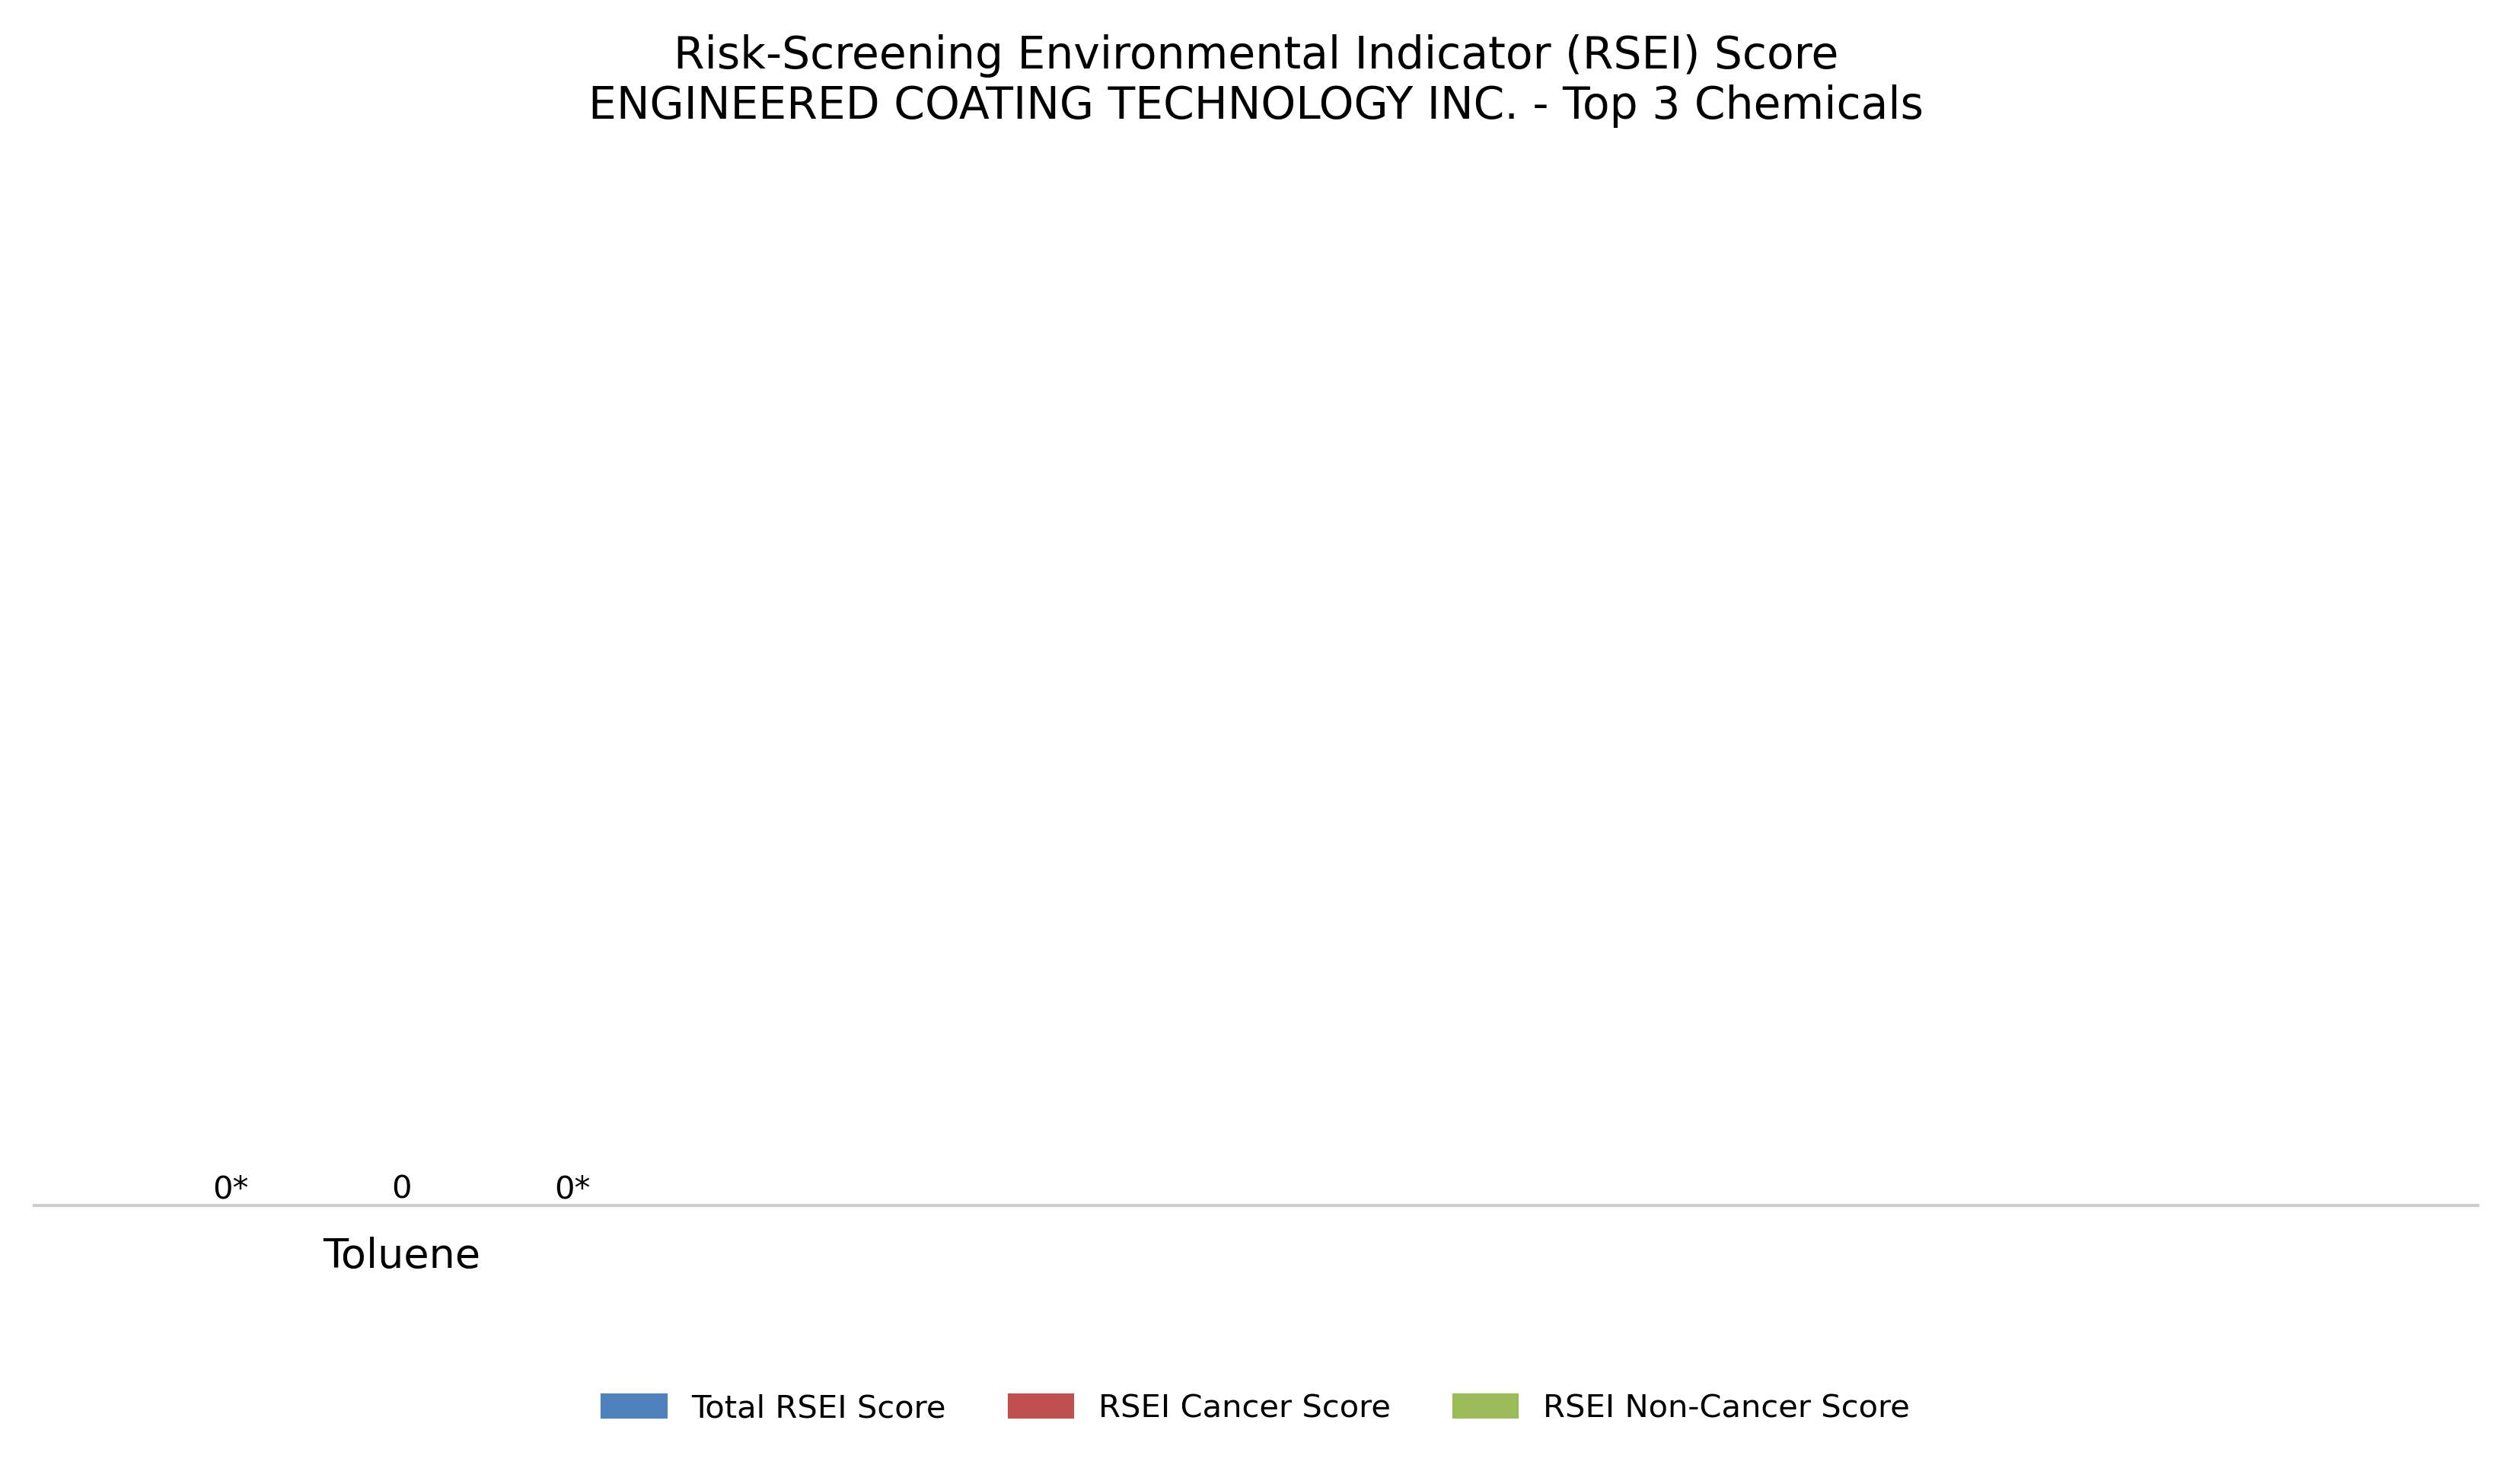 Risk-Screening Environmental Indicator (RSEI) Score
ENGINEERED COATING TECHNOLOGY INC. - Top 3 Chemicals
0* 0 0*
Toluene
Total RSEI Score RSEI Cancer Score RSEI Non-Cancer Score